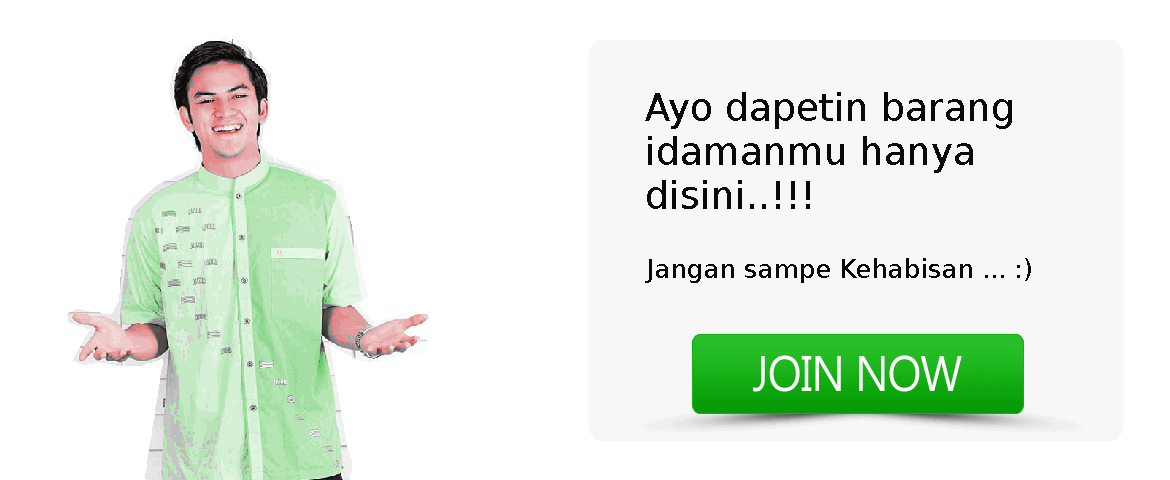 Ayo dapetin barang
idamanmu hanya
disini..!!!
Jangan sampe Kehabisan ... :)
JOIN NOW